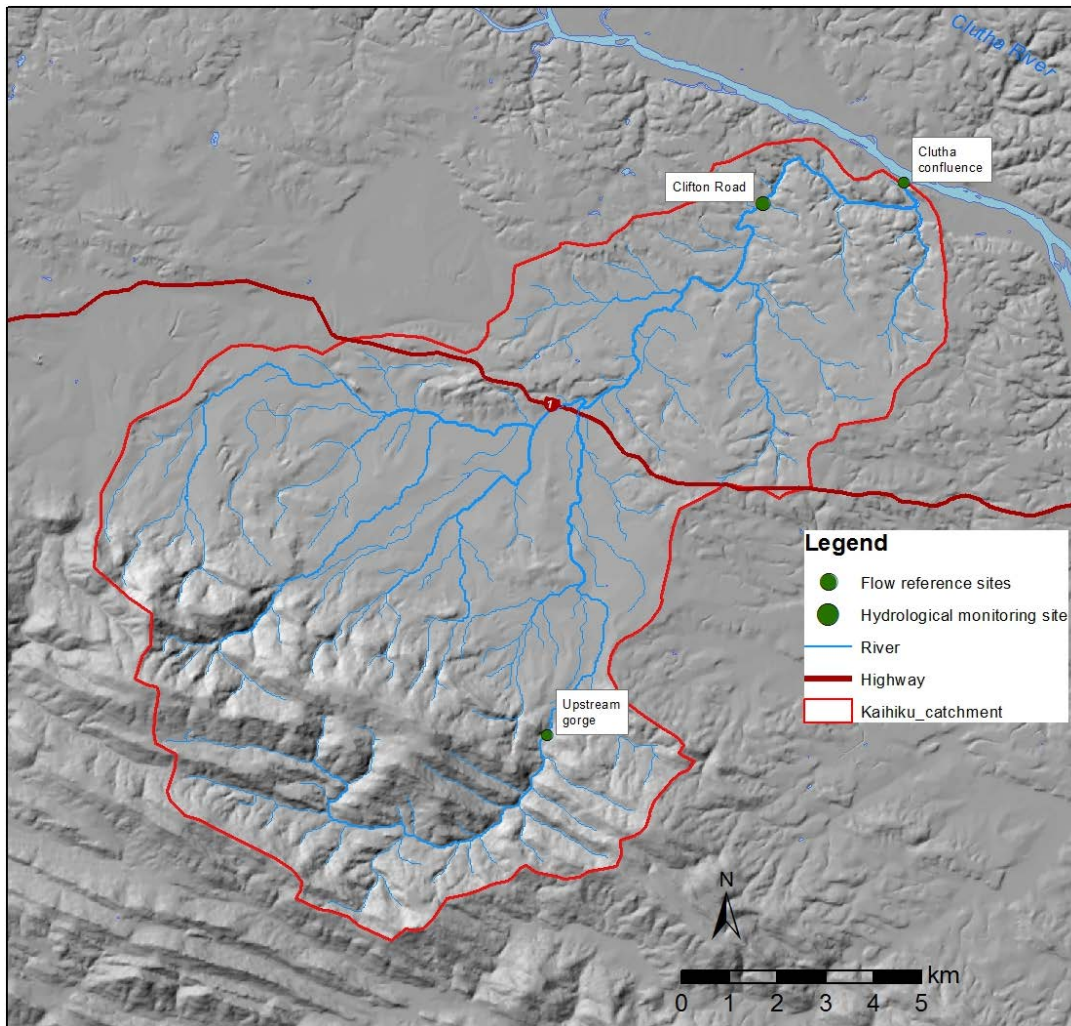 Clutha River
Clutha
confluence
Clifton Road
1
Legend
Flow reference sites
Hydrological monitoring site
River
Highway
Kaihiku_catchment
Upstream
gorge
N
km
0 1 2 3 4 5